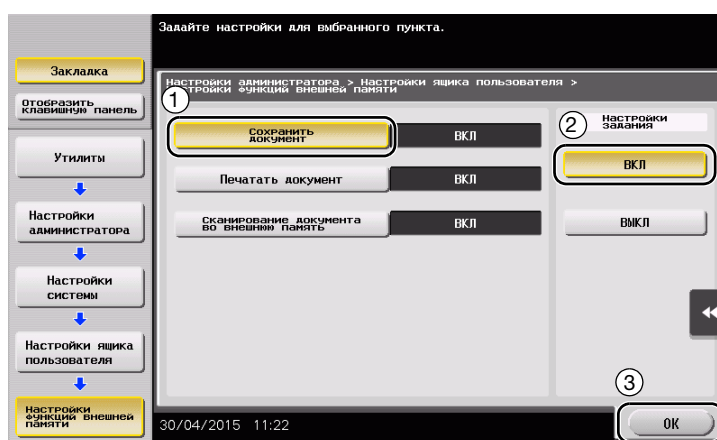 Задайте настройки для выбранного пункта.
Закладка
Отобразить
клавишную панель
Утилиты
Настройки
администратора
Настройки
системы
Настройки ящика
пользователя
Настройки
функций внешней
памяти
Настройки администратора > Настройки ящика пользователя >
Настройки функций внешней памяти
1
Сохранить
документ
ВКЛ
Печатать документ
ВКЛ
Сканирование документа
во внешнюю память
ВКЛ
2
Настройки
задания
ВКЛ
ВЫКЛ
3
OK
30/04/2015 11:22